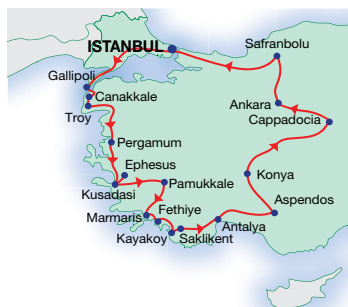 ISTANBUL
Safranbolu
Gallipoli
Canakkale
Troy
Ankara
Cappadocia
Pergamum
Ephesus
Kusadasi
Pamukkale
Konya
Fethiye
Marmaris
Aspendos
Kayakoy
Saklikent
Antalya